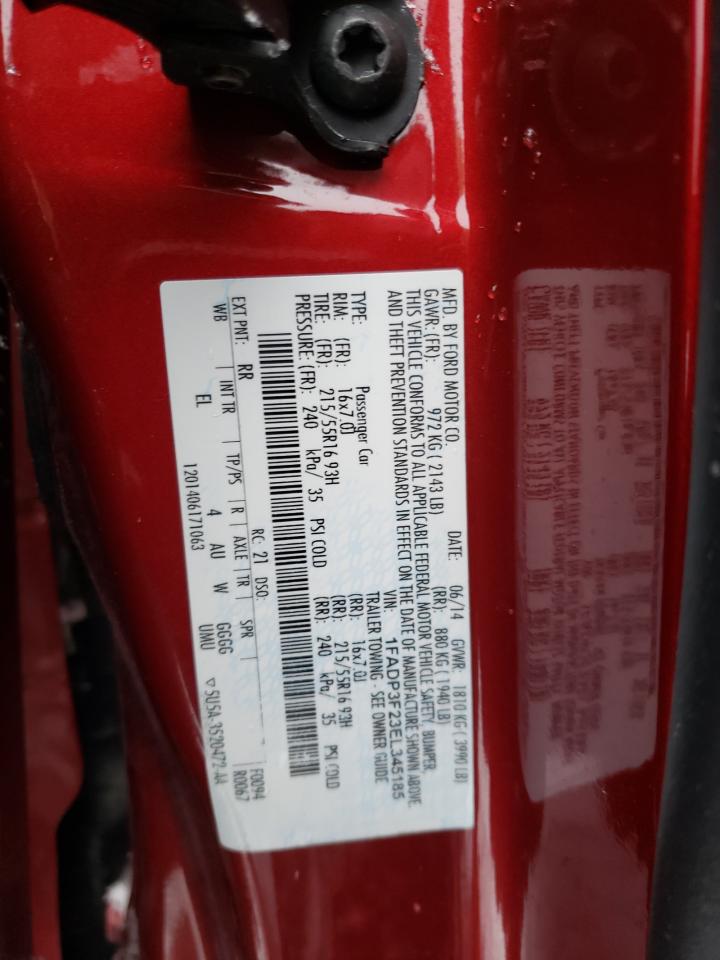 MFD. BY FORD MOTOR CO.
DATE: 06/14 GVWR: 1810 KG ( 3990 LB)
GAWR: (FR): 972 KG ( 2143 LB) (RR): 880 KG ( 1940 LB)
THIS VEHICLE CONFORMS TO ALL APPLICABLE FEDERAL MOTOR VEHICLE SAFETY, BUMPER,
AND THEFT PREVENTION STANDARDS IN EFFECT ON THE DATE OF MANUFACTURE SHOWN ABOVE.
VIN: 1FADP3F23EL345185
TYPE: Passenger Car TRAILER TOWING - SEE OWNER GUIDE
RIM: (FR): 16x7.0J (RR): 16x7.0J
TIRE: (FR): 215/55R16 93H (RR): 215/55R16 93H
PRESSURE: (FR): 240 kPa/ 35 PSI COLD (RR): 240 kPa/ 35 PSI COLD
RC: 21 DSO: F0094
EXT PNT: RR R0067
WB INT TR TP/PS R AXLE TR SPR
EL 4 AU W GGGG UMU
1201406171063